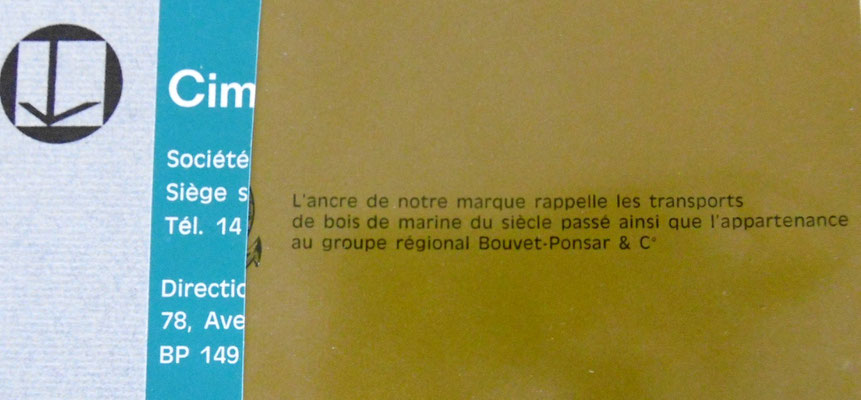 Cim
Société
Siège s
Tél. 14
Directio
78, Ave
BP 149
L'ancre de notre marque rappelle les transports
de bois de marine du siècle passé ainsi que l'appartenance
au groupe régional Bouvet-Ponsar & C°